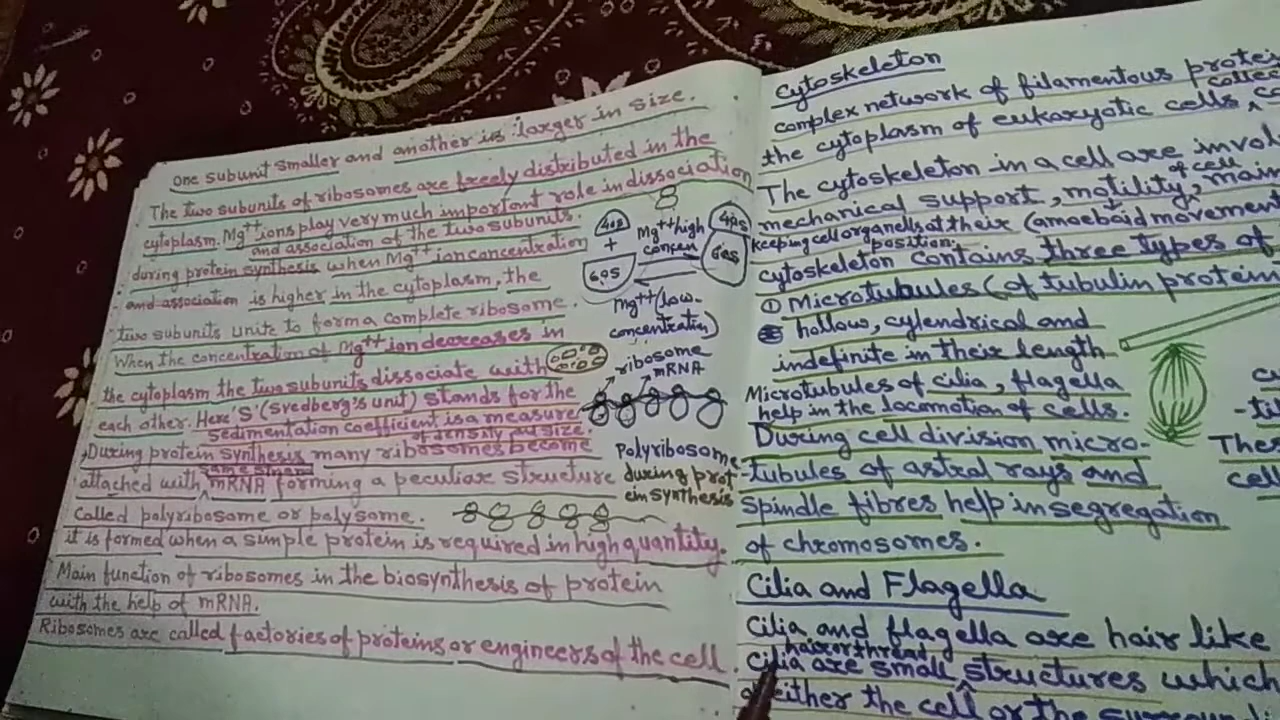 one subunit smaller and another is larger in size.
The two subunits of ribosomes are freely distributed in the
cytoplasm. Mg++ ions play very much important role in dissociation
and association of the two subunits.
during protein synthesis when Mg++ ion concentration
and association is higher in the cytoplasm, the
two subunits unite to form a complete ribosome.
When the concentration of Mg++ ion decreases in
the cytoplasm the two subunits dissociate with
each other. Here 'S' (Svedberg's unit) stands for the
Sedimentation coefficient is a measure
of density and size.
During protein synthesis many ribosomes become
same strand
attached with ^ mRNA forming a peculiar structure
called polyribosome or polysome.
it is formed when a simple protein is required in high quantity.
Main function of ribosomes in the biosynthesis of protein
with the help of mRNA.
Ribosomes are called factories of proteins or engineers of the cell.
40s
+
60s
Mg++ high
concen
40s
60s
Mg++ (low-
concentration)
ribosome
mRNA
Polyribosome
during prot-
ein synthesis
Cytoskeleton
complex network of filamentous
the cytoplasm of eukaryotic cells
The cytoskeleton in a cell are
of cell
mechanical support, motility,
keeping cell organells at their (amoeboid movement
position.
cytoskeleton contains three types of
① Microtubules (of tubulin protein
hollow, cylendrical and
indefinite in their length
Microtubules of cilia, flagella
help in the locomotion of cells.
During cell division micro-
-tubules of astral rays and
spindle fibres help in segregation
of chromosomes.
Cilia and Flagella
Cilia and flagella are hair like
hair or thread
Cilia are small ^ structures which
either the cell or the